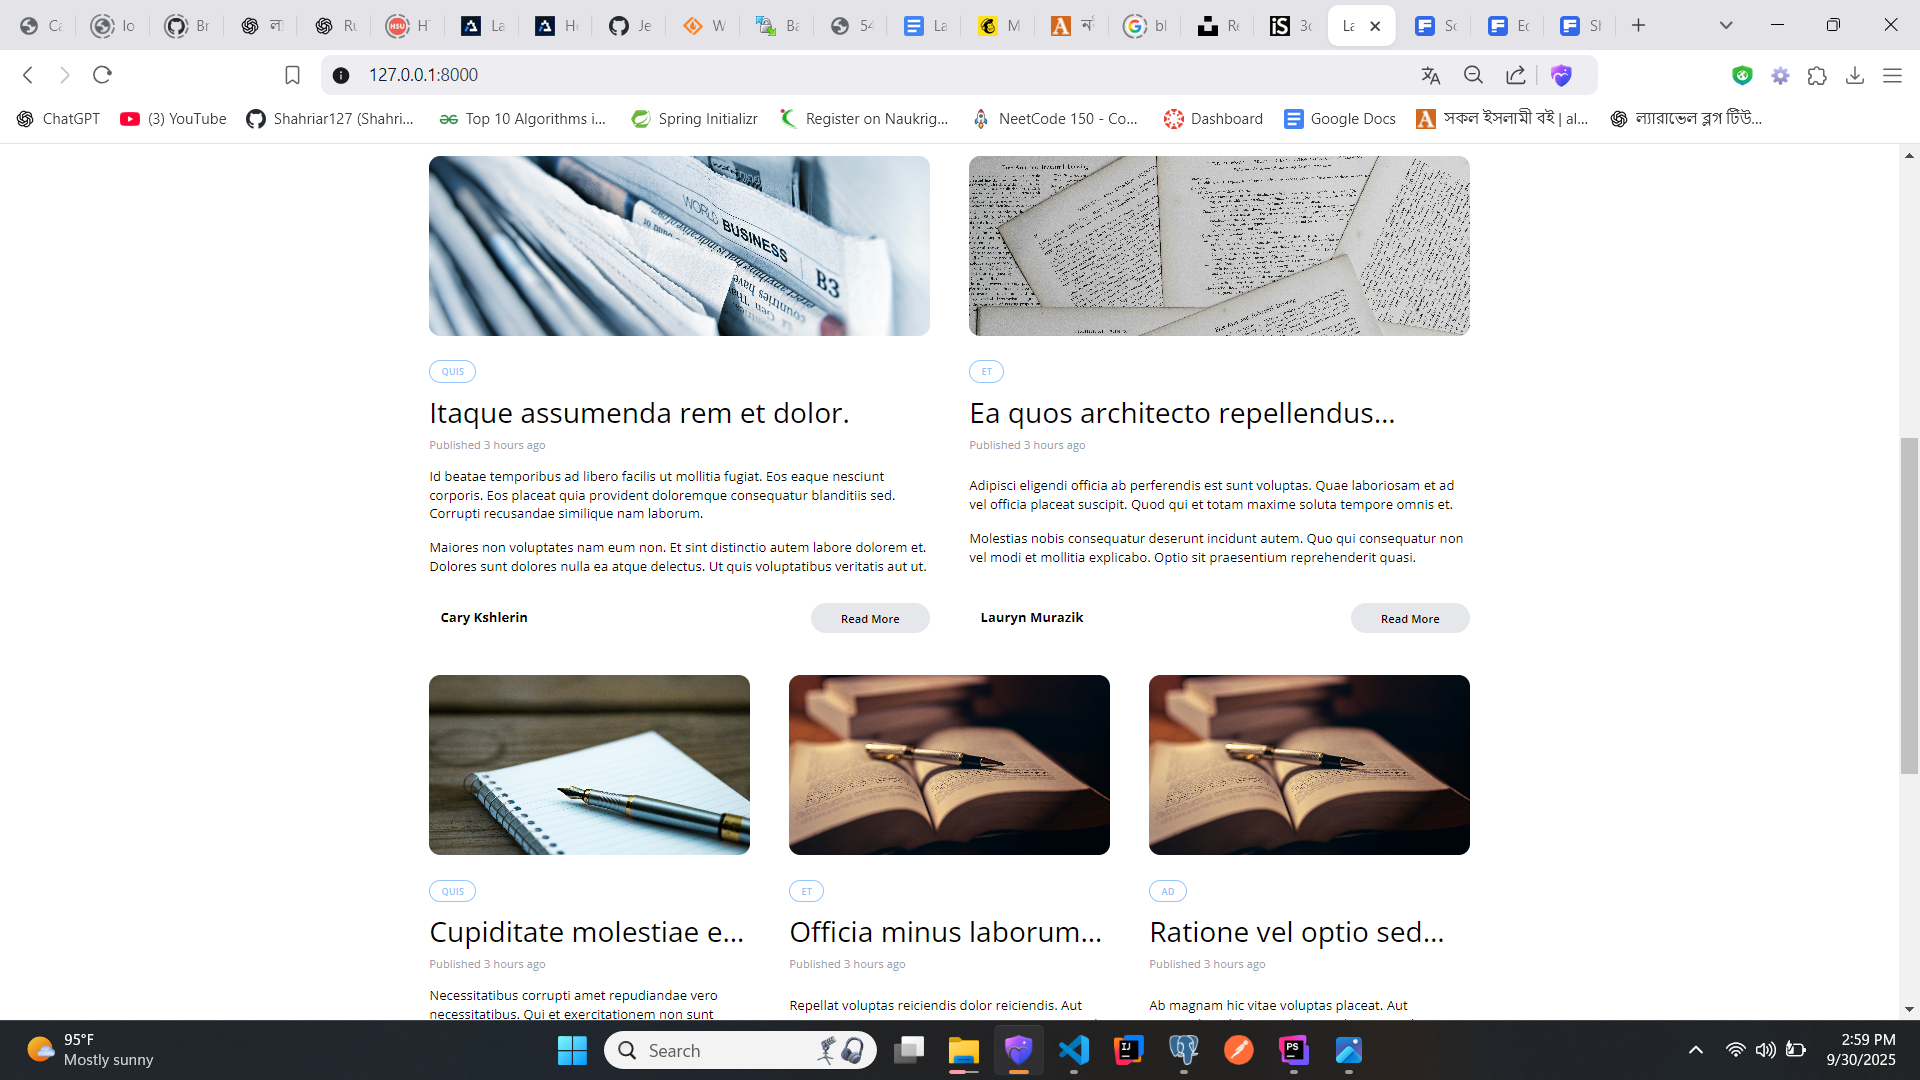 Ca
Io
Br
Ru
H
La
He
Je
W
Ba
54
La
M
bl
Re
3c
La
Sc
Ec
Sh
127.0.0.1:8000
ChatGPT
(3) YouTube
Shahriar127 (Shahri...
Top 10 Algorithms i...
Spring Initializr
Register on Naukrig...
NeetCode 150 - Co...
Dashboard
Google Docs
সকল ইসলামী বই | al...
ল্যারাভেল ব্লগ টিউ...
WORLD BUSINESS
B3
QUIS
Itaque assumenda rem et dolor.
Published 3 hours ago
Id beatae temporibus ad libero facilis ut mollitia fugiat. Eos eaque nesciunt
corporis. Eos placeat quia provident doloremque consequatur blanditiis sed.
Corrupti recusandae similique nam laborum.
Maiores non voluptates nam eum non. Et sint distinctio autem labore dolorem et.
Dolores sunt dolores nulla ea atque delectus. Ut quis voluptatibus veritatis aut ut.
Cary Kshlerin
Read More
ET
Ea quos architecto repellendus...
Published 3 hours ago
Adipisci eligendi officia ab perferendis est sunt voluptas. Quae laboriosam et ad
vel officia placeat suscipit. Quod qui et totam maxime soluta tempore omnis et.
Molestias nobis consequatur deserunt incidunt autem. Quo qui consequatur non
vel modi et mollitia explicabo. Optio sit praesentium reprehenderit quasi.
Lauryn Murazik
Read More
QUIS
Cupiditate molestiae e...
Published 3 hours ago
Necessitatibus corrupti amet repudiandae vero
necessitatibus. Qui et exercitationem non sunt
ET
Officia minus laborum...
Published 3 hours ago
Repellat voluptas reiciendis dolor reiciendis. Aut
AD
Ratione vel optio sed...
Published 3 hours ago
Ab magnam hic vitae voluptas placeat. Aut
95°F
Mostly sunny
Search
2:59 PM
9/30/2025